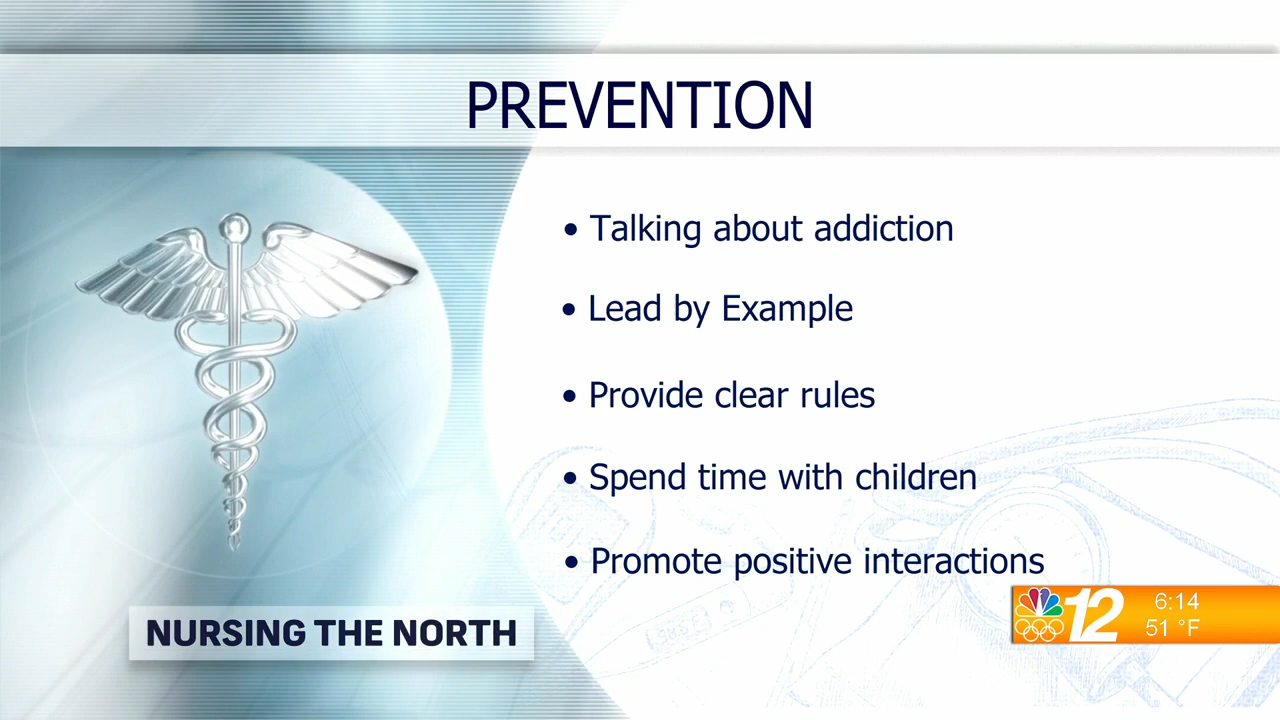 PREVENTION
• Talking about addiction
• Lead by Example
• Provide clear rules
• Spend time with children
• Promote positive interactions
NURSING THE NORTH
12
6:14
51 °F